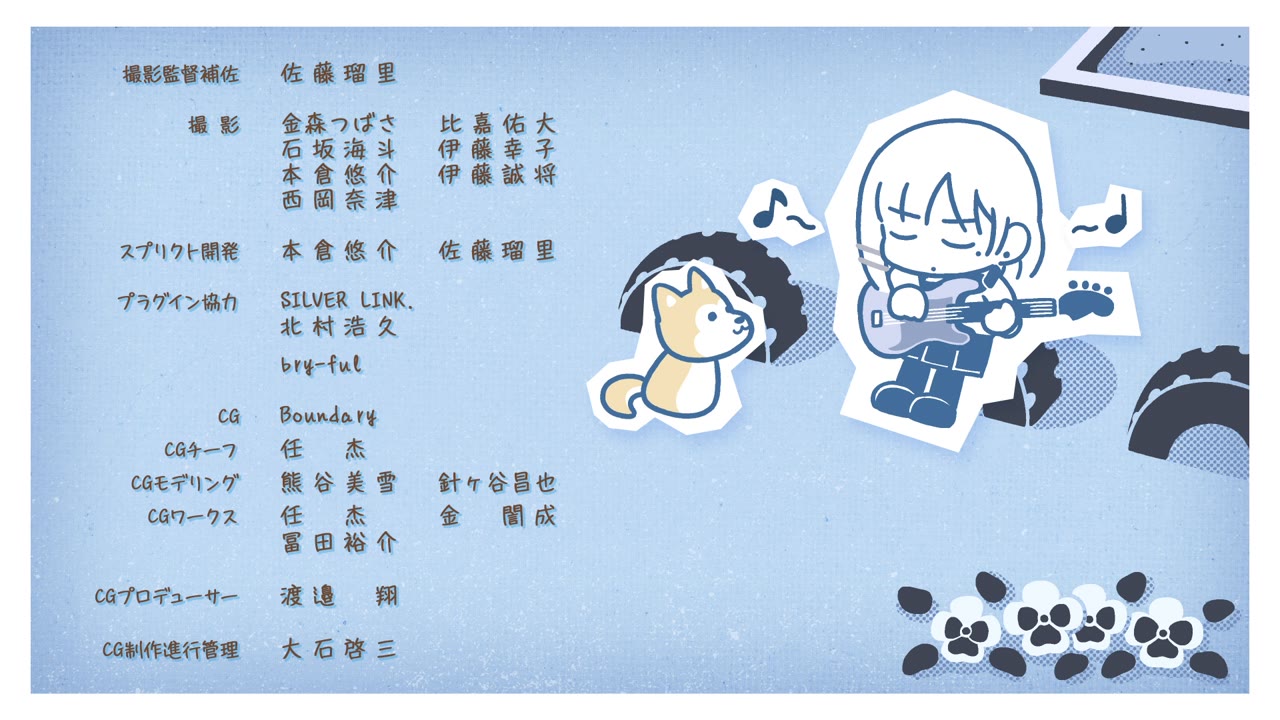 撮影監督補佐 佐藤瑠里
撮影 金森つばさ 比嘉佑大
石坂海斗 伊藤幸子
本倉悠介 伊藤誠将
西岡奈津
スプリクト開発 本倉悠介 佐藤瑠里
プラグイン協力 SILVER LINK.
北村浩久
bry-ful
CG Boundary
CGチーフ 任杰
CGモデリング 熊谷美雪 針ヶ谷昌也
CGワークス 任杰 金誾成
冨田裕介
CGプロデューサー 渡邉翔
CG制作進行管理 大石啓三